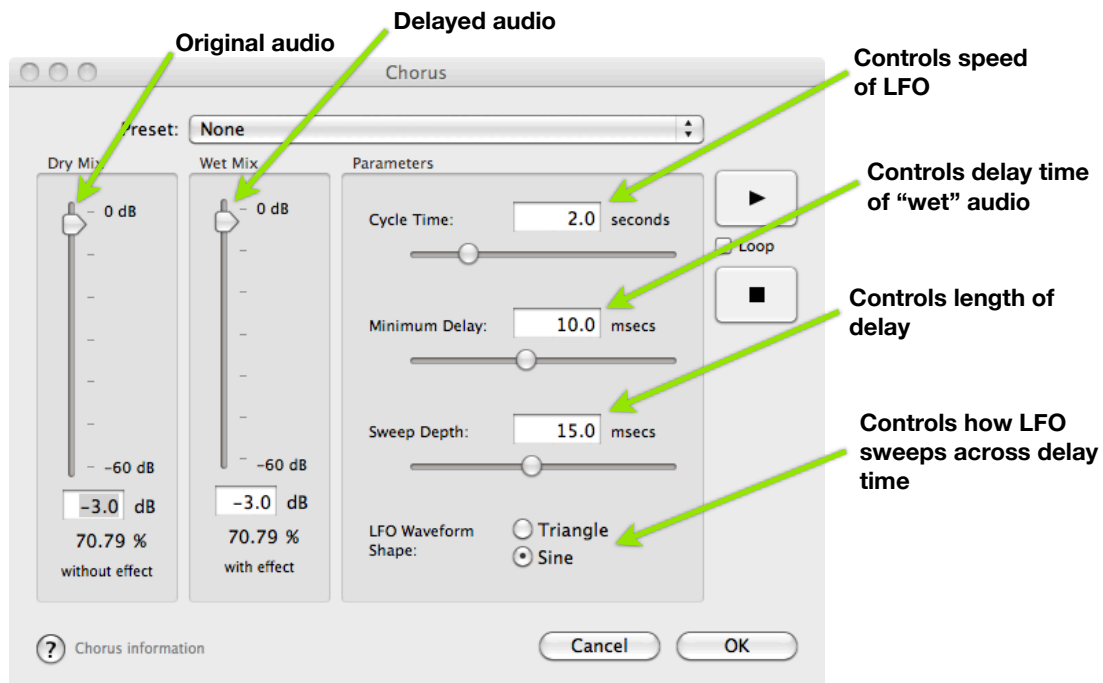 Delayed audio
Original audio
Controls speed
of LFO
Chorus
Preset: None
Dry Mix
Wet Mix
Parameters
0 dB
0 dB
Cycle Time: 2.0 seconds
Controls delay time
of “wet” audio
Loop
Minimum Delay: 10.0 msecs
Controls length of
delay
Sweep Depth: 15.0 msecs
Controls how LFO
sweeps across delay
time
-60 dB
-60 dB
-3.0 dB
-3.0 dB
70.79 %
70.79 %
without effect
with effect
LFO Waveform
Shape:
Triangle
Sine
? Chorus information
Cancel
OK